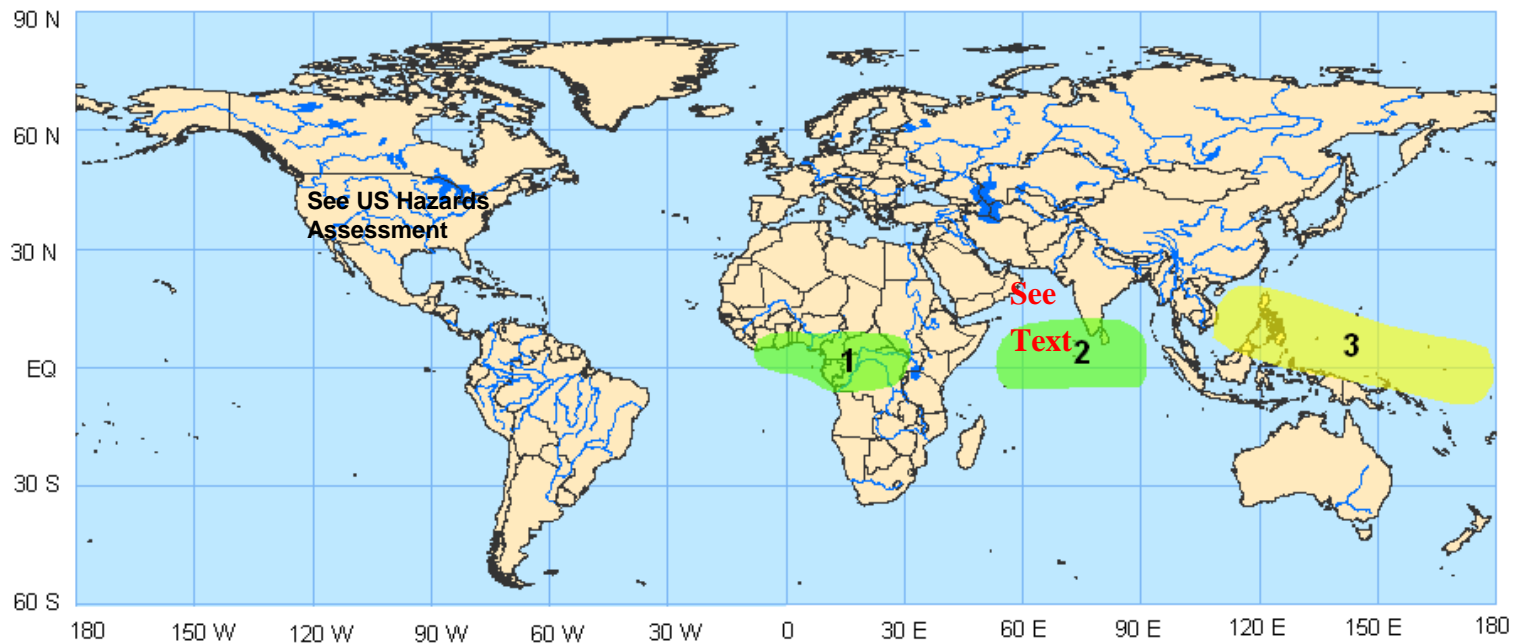 90 N
60 N
30 N
EQ
30 S
60 S
See US Hazards
Assessment
See
Text
1
2
3
180
150 W
120 W
90 W
60 W
30 W
0
30 E
60 E
90 E
120 E
150 E
180